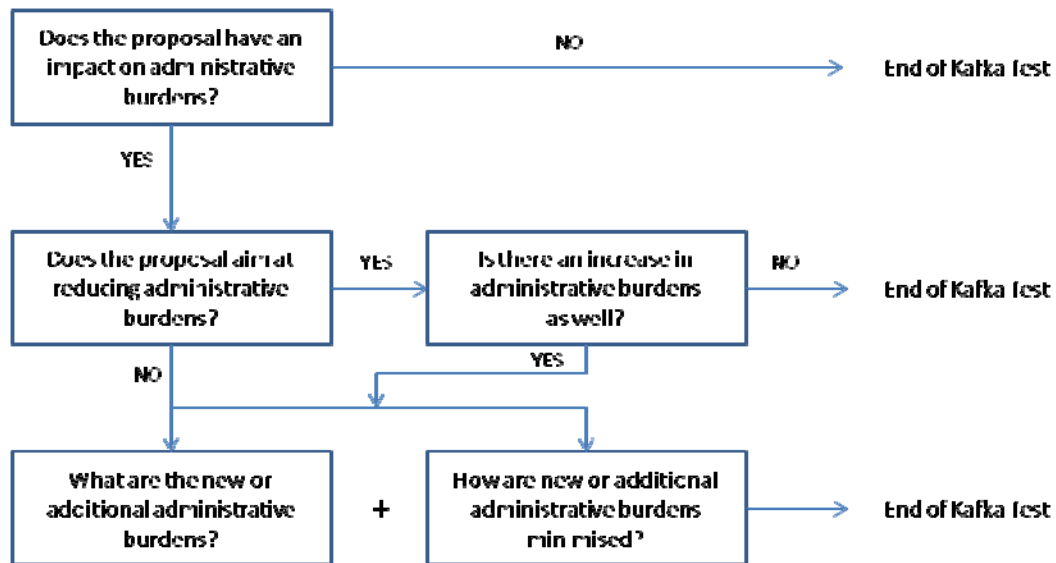 Does the proposal have an
impact on administrative
burdens?
NO
End of Kafka Test
YES
Does the proposal aim at
reducing administrative
burdens?
YES
Is there an increase in
administrative burdens
as well?
NO
End of Kafka Test
NO
YES
What are the new or
additional administrative
burdens?
+
How are new or additional
administrative burdens
minimised?
End of Kafka Test